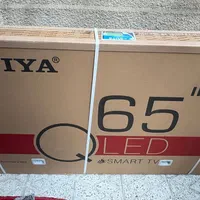 IYA
65"
QLED
SMART TV